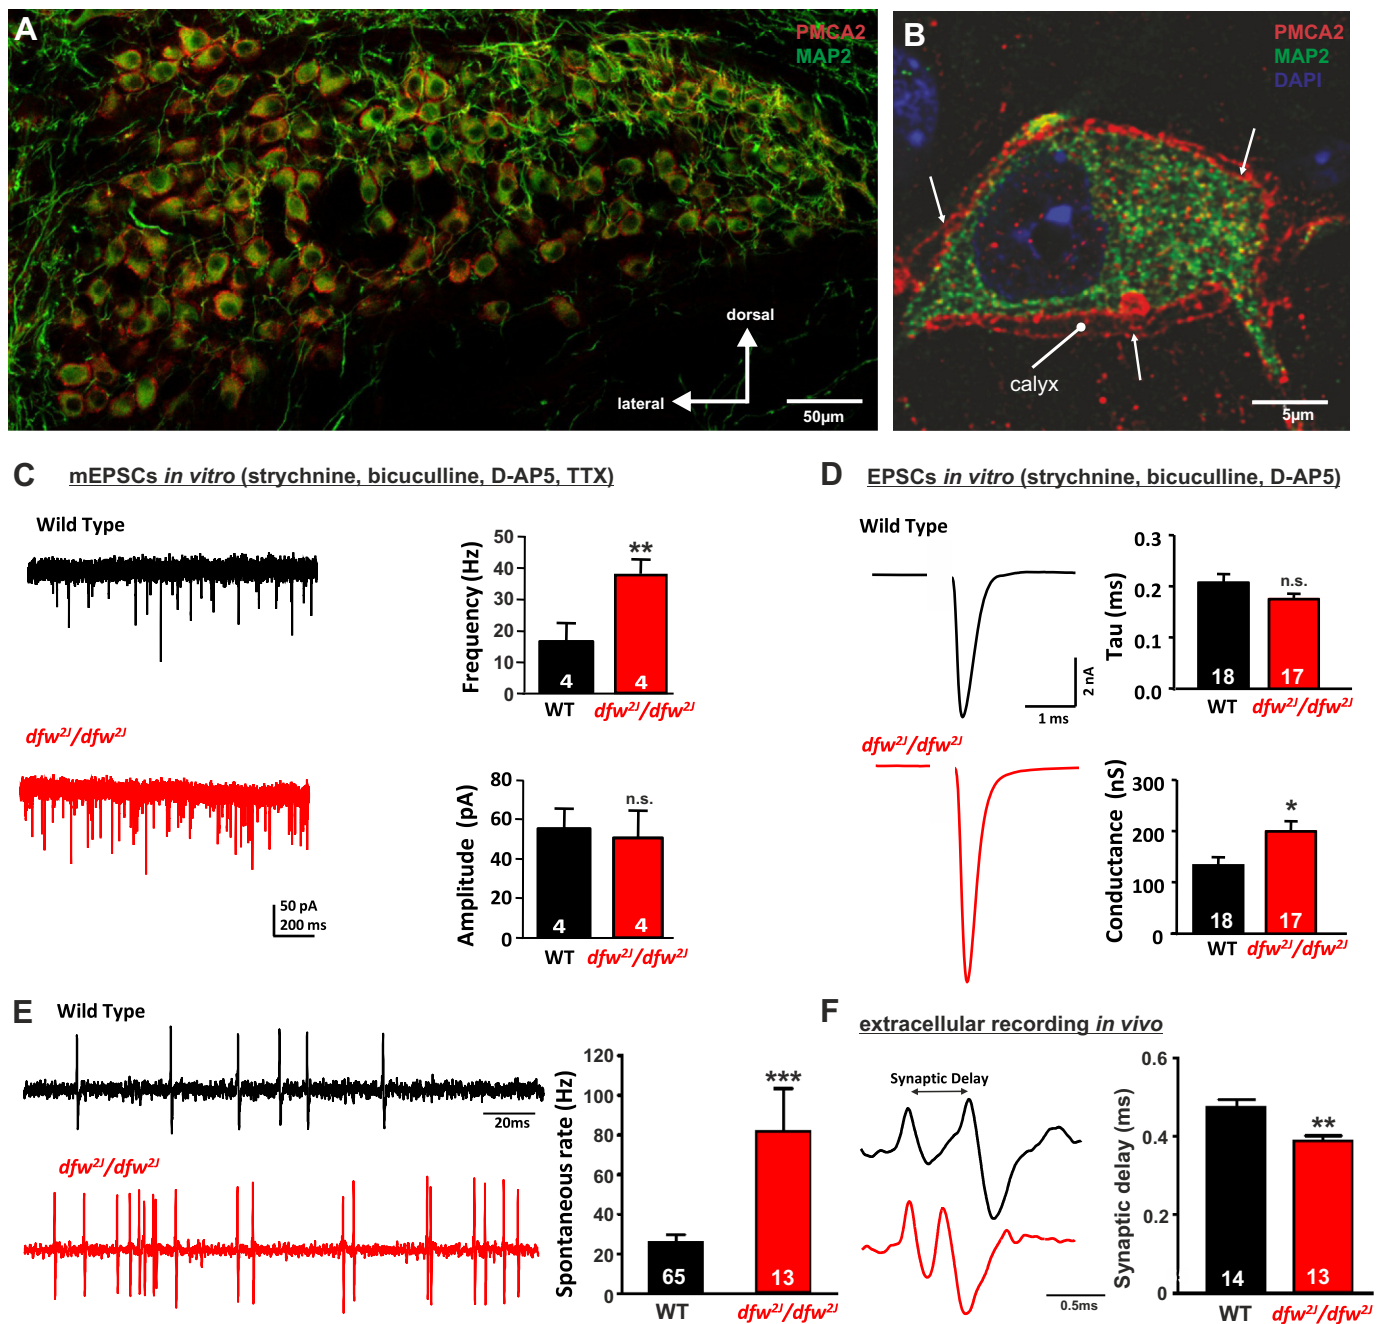 A
PMCA2
MAP2
dorsal
lateral
50µm
B
PMCA2
MAP2
DAPI
calyx
5µm
C
mEPSCs in vitro (strychnine, bicuculline, D-AP5, TTX)
Wild Type
dfw2J/dfw2J
50 pA
200 ms
Frequency (Hz)
50
40
30
20
10
0
**
4
4
WT
dfw2J/dfw2J
Amplitude (pA)
80
60
40
20
0
n.s.
4
4
WT
dfw2J/dfw2J
D
EPSCs in vitro (strychnine, bicuculline, D-AP5)
Wild Type
2 nA
1 ms
dfw2J/dfw2J
Tau (ms)
0.3
0.2
0.1
0.0
n.s.
18
17
WT
dfw2J/dfw2J
Conductance (nS)
300
200
100
0
*
18
17
WT
dfw2J/dfw2J
E
Wild Type
20ms
dfw2J/dfw2J
Spontaneous rate (Hz)
120
100
80
60
40
20
0
***
65
13
WT
dfw2J/dfw2J
F
extracellular recording in vivo
Synaptic Delay
0.5ms
Synaptic delay (ms)
0.6
0.4
0.2
0
**
14
13
WT
dfw2J/dfw2J